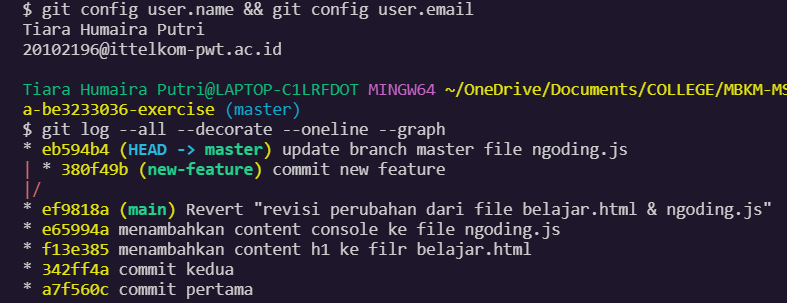 $ git config user.name && git config user.email
Tiara Humaira Putri
20102196@ittelkom-pwt.ac.id
Tiara Humaira Putri@LAPTOP-C1LRFDOT MINGW64 ~/OneDrive/Documents/COLLEGE/MBKM-MS
a-be3233036-exercise (master)
$ git log --all --decorate --oneline --graph
* eb594b4 (HEAD -> master) update branch master file ngoding.js
| * 380f49b (new-feature) commit new feature
|/
* ef9818a (main) Revert "revisi perubahan dari file belajar.html & ngoding.js"
* e65994a menambahkan content console ke file ngoding.js
* f13e385 menambahkan content h1 ke filr belajar.html
* 342ff4a commit kedua
* a7f560c commit pertama